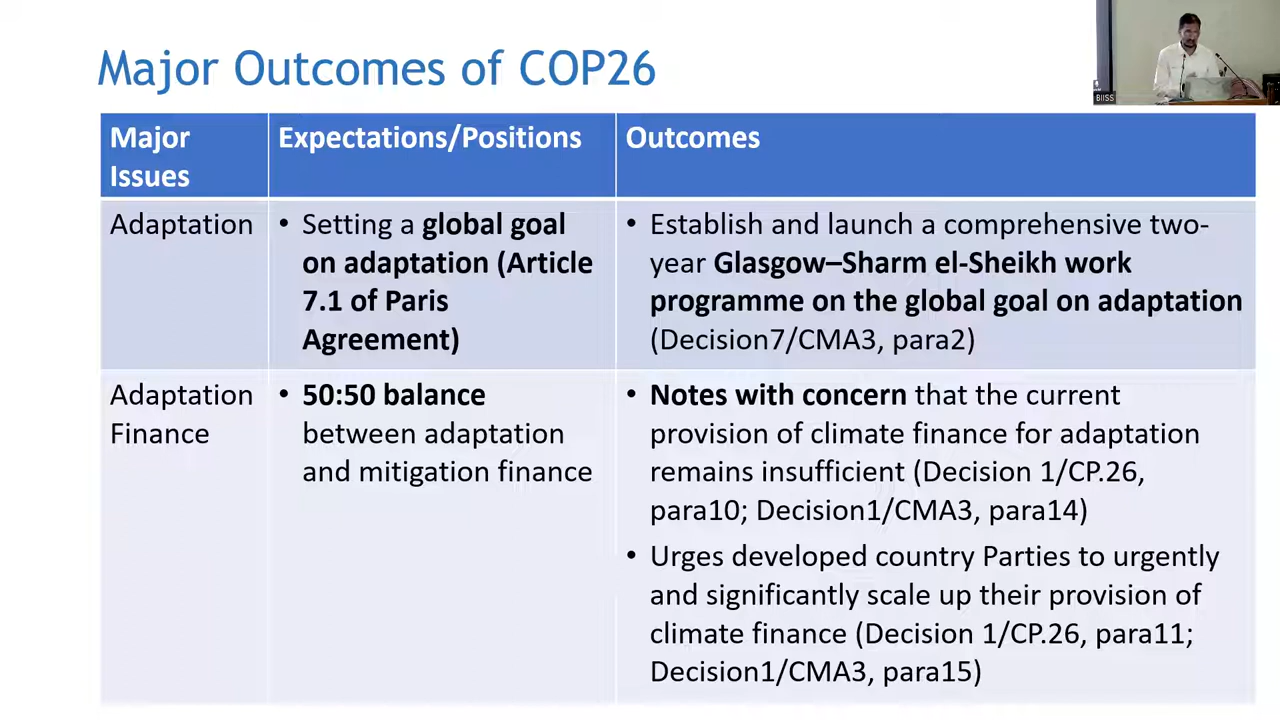 Major Outcomes of COP26
BIISS
Major
Issues
Expectations/Positions
Outcomes
Adaptation
• Setting a global goal
on adaptation (Article
7.1 of Paris
Agreement)
• Establish and launch a comprehensive two-
year Glasgow–Sharm el-Sheikh work
programme on the global goal on adaptation
(Decision7/CMA3, para2)
Adaptation
Finance
• 50:50 balance
between adaptation
and mitigation finance
• Notes with concern that the current
provision of climate finance for adaptation
remains insufficient (Decision 1/CP.26,
para10; Decision1/CMA3, para14)
• Urges developed country Parties to urgently
and significantly scale up their provision of
climate finance (Decision 1/CP.26, para11;
Decision1/CMA3, para15)